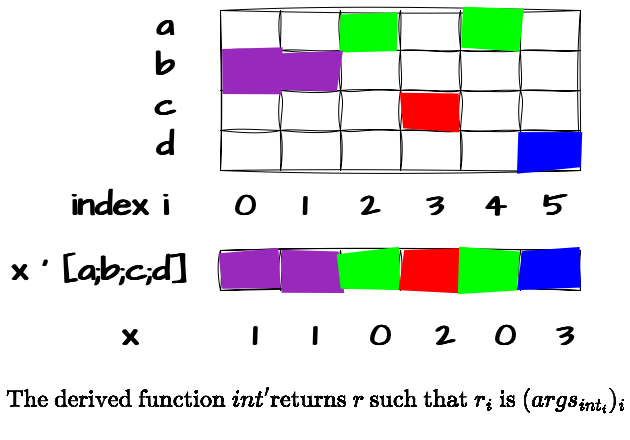 a
b
c
d
index i 0 1 2 3 4 5
x ' [a;b;c;d]
x 1 1 0 2 0 3
The derived function int′returns r such that rᵢ is (args_{int_i})_i